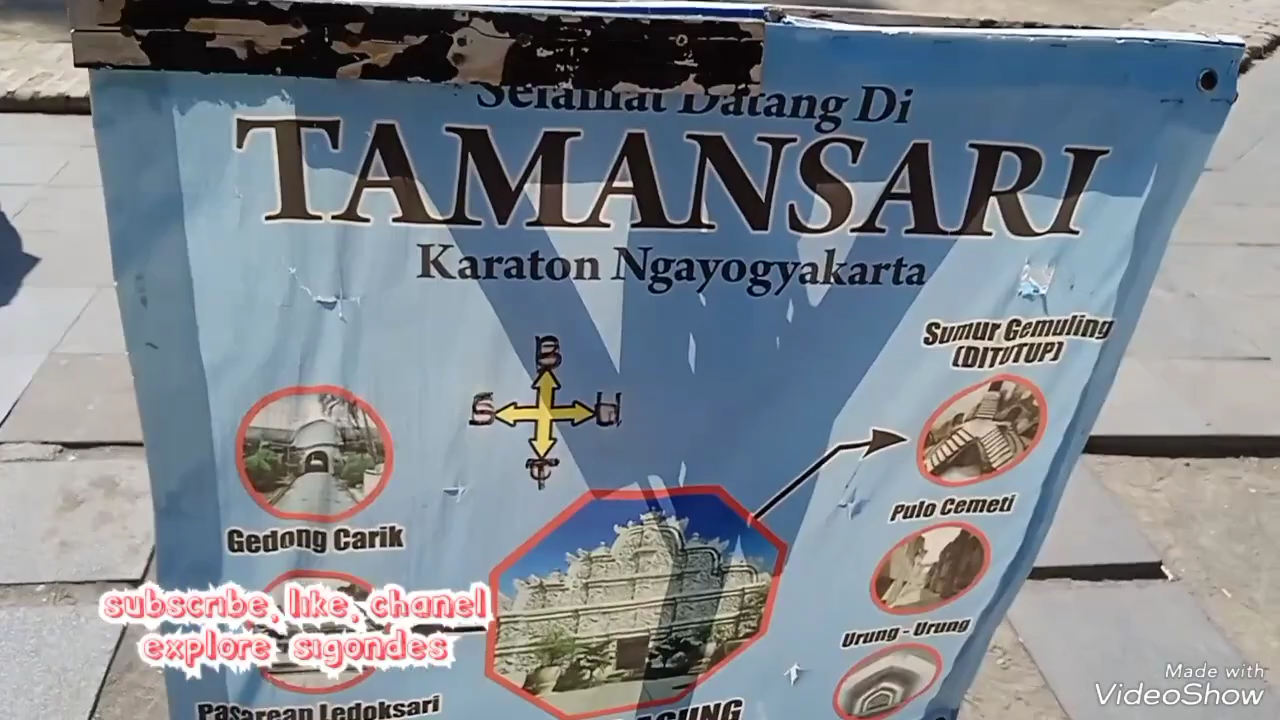 Selamat Datang Di
TAMANSARI
Karaton Ngayogyakarta
Sumur Gemuling
(DITUTUP)
B
S U
T
Gedong Carik
Pulo Cemeti
Urung - Urung
Pasarean Ledoksari
AGUNG
subscribe, like, chanel
explore sigondes
Made with
VideoShow